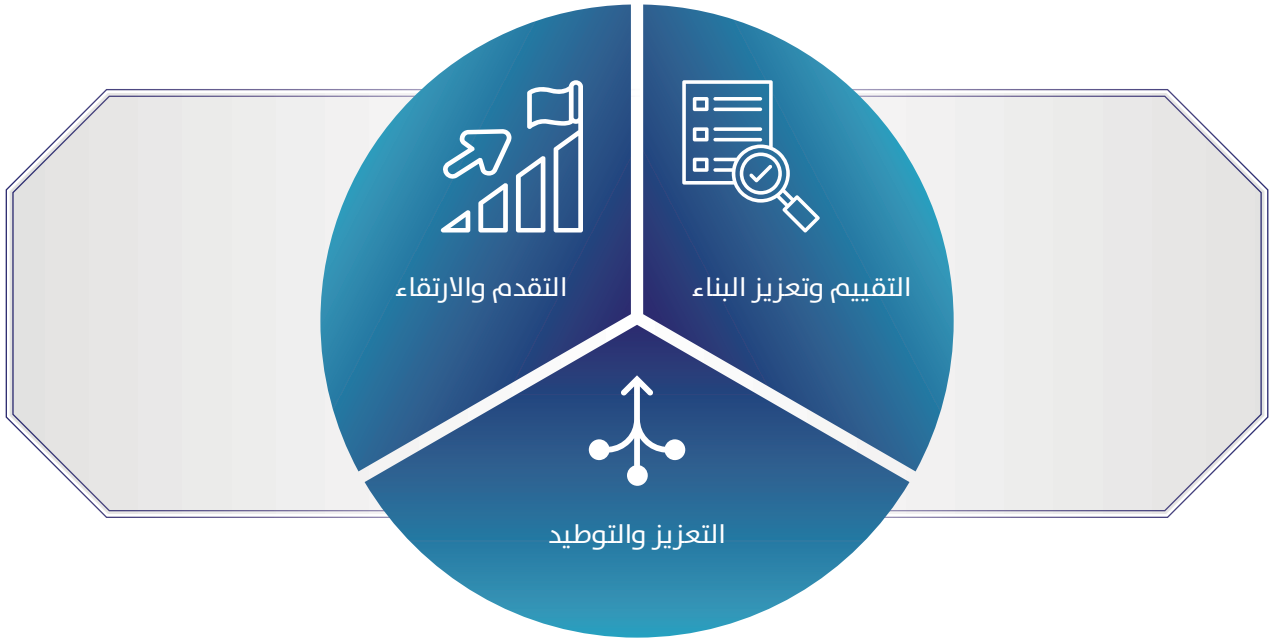 التقييم وتعزيز البناء
التقدم والارتقاء
التعزيز والتوطيد